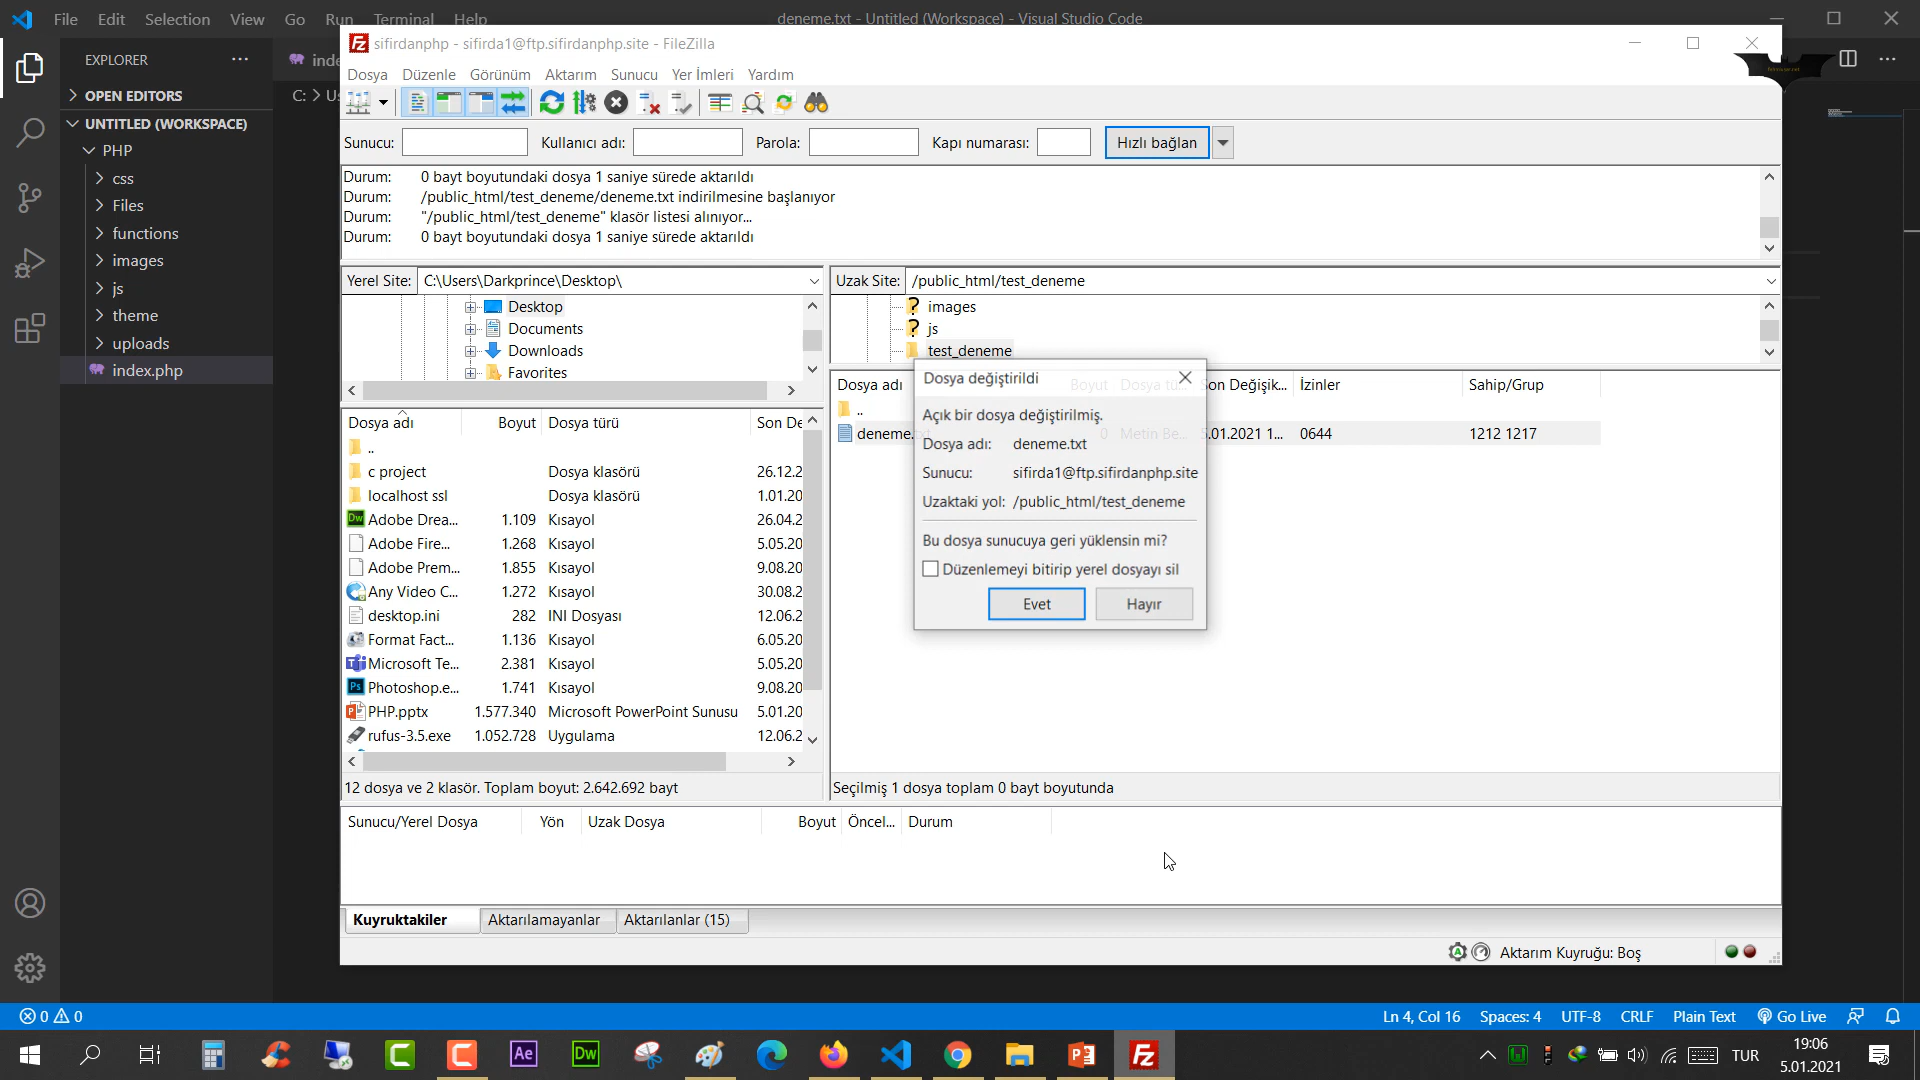 File Edit Selection View Go Run Terminal Help
deneme.txt - Untitled (Workspace) - Visual Studio Code
EXPLORER
OPEN EDITORS
UNTITLED (WORKSPACE)
PHP
css
Files
functions
images
js
theme
uploads
index.php
sifirdanphp - sifirda1@ftp.sifirdanphp.site - FileZilla
Dosya Düzenle Görünüm Aktarım Sunucu Yer İmleri Yardım
Sunucu: Kullanıcı adı: Parola: Kapı numarası: Hızlı bağlan
Durum: 0 bayt boyutundaki dosya 1 saniye sürede aktarıldı
Durum: /public_html/test_deneme/deneme.txt indirilmesine başlanıyor
Durum: "/public_html/test_deneme" klasör listesi alınıyor...
Durum: 0 bayt boyutundaki dosya 1 saniye sürede aktarıldı
Yerel Site: C:\Users\Darkprince\Desktop\
Desktop
Documents
Downloads
Favorites
Dosya adı Boyut Dosya türü Son De
..
c project Dosya klasörü 26.12.2
localhost ssl Dosya klasörü 1.01.20
Adobe Drea... 1.109 Kısayol 26.04.2
Adobe Fire... 1.268 Kısayol 5.05.20
Adobe Prem... 1.855 Kısayol 9.08.20
Any Video C... 1.272 Kısayol 30.08.2
desktop.ini 282 INI Dosyası 12.06.2
Format Fact... 1.136 Kısayol 6.05.20
Microsoft Te... 2.381 Kısayol 5.05.20
Photoshop.e... 1.741 Kısayol 9.08.20
PHP.pptx 1.577.340 Microsoft PowerPoint Sunusu 5.01.20
rufus-3.5.exe 1.052.728 Uygulama 12.06.2
12 dosya ve 2 klasör. Toplam boyut: 2.642.692 bayt
Uzak Site: /public_html/test_deneme
images
js
test_deneme
Dosya adı Boyut Dosya tü... Son Değişik... İzinler Sahip/Grup
..
deneme. 0 Metin Be... 5.01.2021 1... 0644 1212 1217
Seçilmiş 1 dosya toplam 0 bayt boyutunda
Dosya değiştirildi
Açık bir dosya değiştirilmiş.
Dosya adı: deneme.txt
Sunucu: sifirda1@ftp.sifirdanphp.site
Uzaktaki yol: /public_html/test_deneme
Bu dosya sunucuya geri yüklensin mi?
Düzenlemeyi bitirip yerel dosyayı sil
Evet Hayır
Sunucu/Yerel Dosya Yön Uzak Dosya Boyut Öncel... Durum
Kuyruktakiler Aktarılamayanlar Aktarılanlar (15)
Aktarım Kuyruğu: Boş
0 0 Ln 4, Col 16 Spaces: 4 UTF-8 CRLF Plain Text Go Live
TUR
19:06
5.01.2021